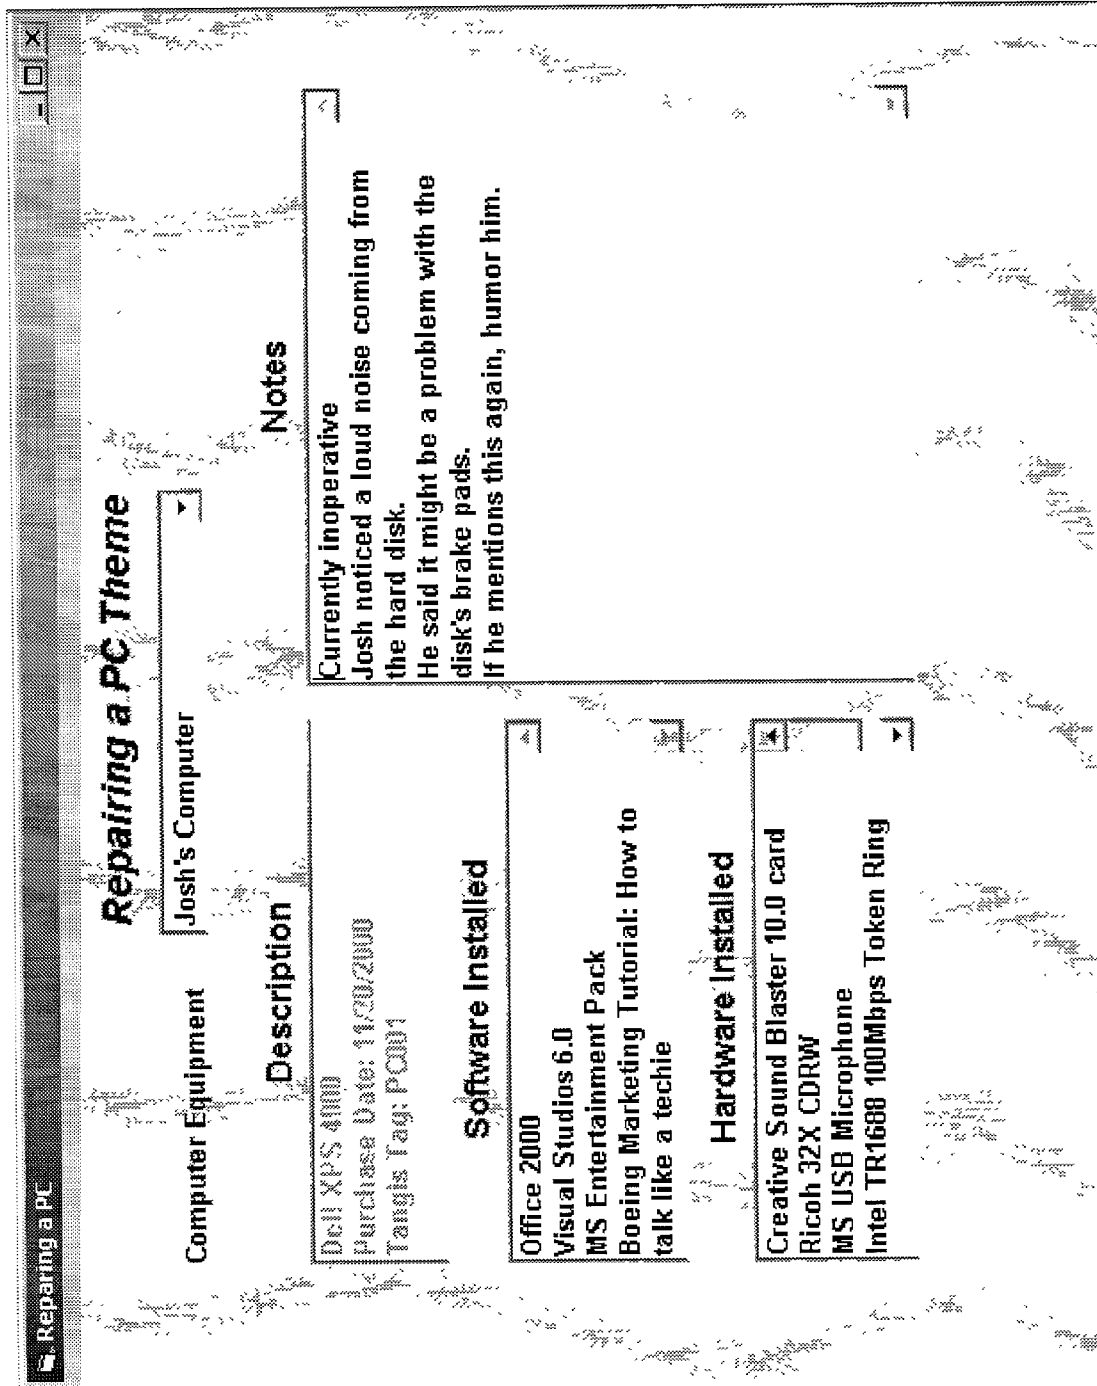 Reparing a PC
Repairing a PC Theme
Computer Equipment
Josh's Computer
Description
Dell XPS 4000
Purchase Date: 11/20/2000
Tangis Tag: PC001
Software Installed
Office 2000
Visual Studios 6.0
MS Entertainment Pack
Boeing Marketing Tutorial: How to
talk like a techie
Hardware Installed
Creative Sound Blaster 10.0 card
Ricoh 32X CDRW
MS USB Microphone
Intel TR1688 100Mbps Token Ring
Notes
Currently inoperative
Josh noticed a loud noise coming from
the hard disk.
He said it might be a problem with the
disk's brake pads.
If he mentions this again, humor him.